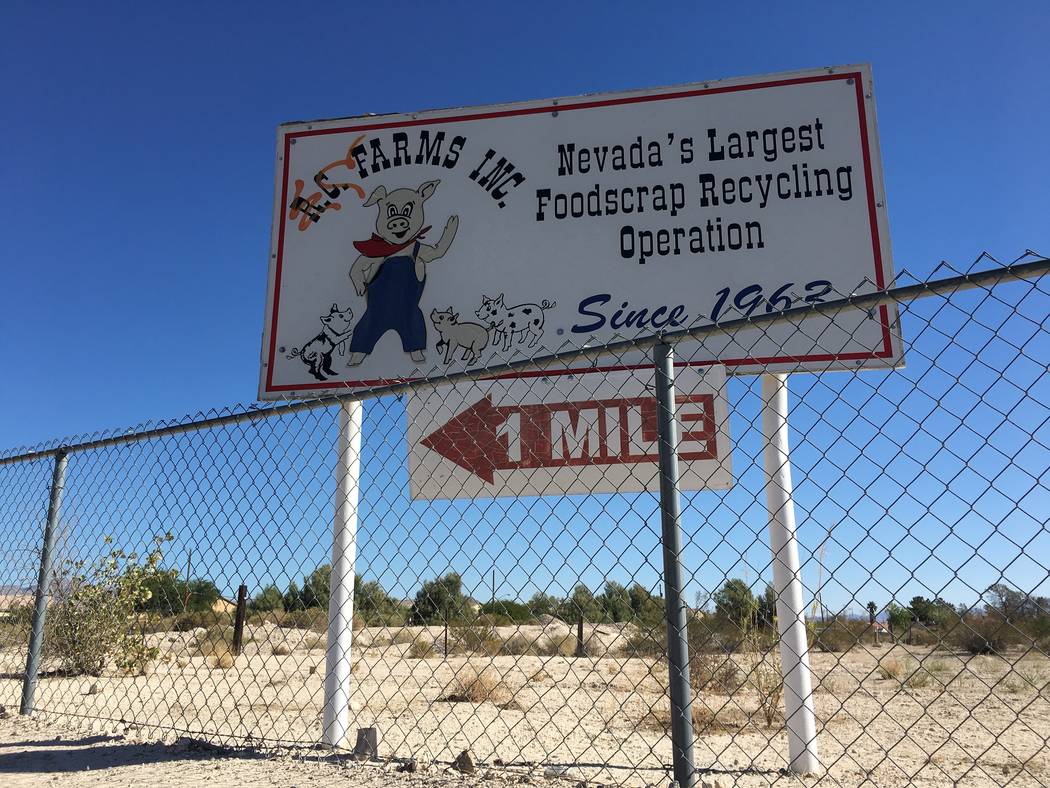 R.C. FARMS INC.
Nevada's Largest
Foodscrap Recycling
Operation
Since 1963
1 MILE